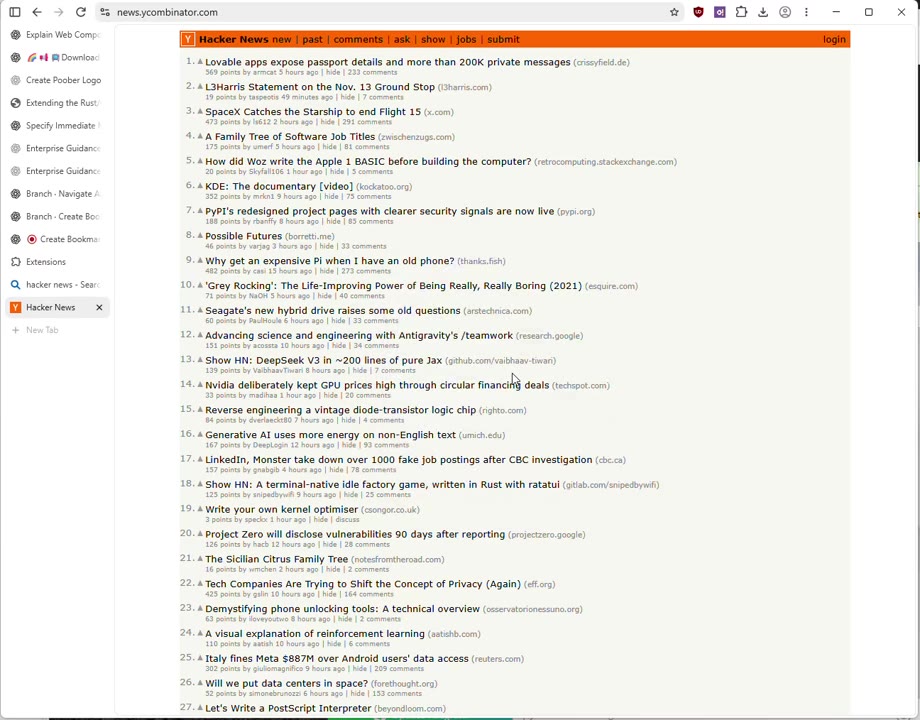 news.ycombinator.com
Explain Web Compo
Download
Create Poober Logo
Extending the Rust/
Specify Immediate
Enterprise Guidance
Enterprise Guidance
Branch - Navigate A
Branch - Create Boo
Create Bookma
Extensions
hacker news - Searc
Hacker News
New Tab
Y Hacker News new | past | comments | ask | show | jobs | submit login
1. Lovable apps expose passport details and more than 200K private messages (crissyfield.de)
569 points by armcat 5 hours ago | hide | 233 comments
2. L3Harris Statement on the Nov. 13 Ground Stop (l3harris.com)
19 points by taspeotis 49 minutes ago | hide | 7 comments
3. SpaceX Catches the Starship to end Flight 15 (x.com)
473 points by ls612 2 hours ago | hide | 291 comments
4. A Family Tree of Software Job Titles (zwischenzugs.com)
175 points by umerf 5 hours ago | hide | 81 comments
5. How did Woz write the Apple 1 BASIC before building the computer? (retrocomputing.stackexchange.com)
20 points by Skyfall106 1 hour ago | hide | 5 comments
6. KDE: The documentary [video] (kockatoo.org)
352 points by mrkn1 9 hours ago | hide | 75 comments
7. PyPI's redesigned project pages with clearer security signals are now live (pypi.org)
188 points by rbanffy 8 hours ago | hide | 85 comments
8. Possible Futures (borretti.me)
46 points by varjag 3 hours ago | hide | 33 comments
9. Why get an expensive Pi when I have an old phone? (thanks.fish)
482 points by casi 15 hours ago | hide | 273 comments
10. 'Grey Rocking': The Life-Improving Power of Being Really, Really Boring (2021) (esquire.com)
71 points by NaOH 5 hours ago | hide | 40 comments
11. Seagate's new hybrid drive raises some old questions (arstechnica.com)
60 points by PaulHoule 6 hours ago | hide | 33 comments
12. Advancing science and engineering with Antigravity's /teamwork (research.google)
151 points by acossta 10 hours ago | hide | 34 comments
13. Show HN: DeepSeek V3 in ~200 lines of pure Jax (github.com/vaibhaav-tiwari)
139 points by VaibhaavTiwari 8 hours ago | hide | 7 comments
14. Nvidia deliberately kept GPU prices high through circular financing deals (techspot.com)
33 points by madihaa 1 hour ago | hide | 20 comments
15. Reverse engineering a vintage diode-transistor logic chip (righto.com)
84 points by dverlaeckt80 7 hours ago | hide | 4 comments
16. Generative AI uses more energy on non-English text (umich.edu)
167 points by DeepLogin 12 hours ago | hide | 93 comments
17. LinkedIn, Monster take down over 1000 fake job postings after CBC investigation (cbc.ca)
157 points by gnabgib 4 hours ago | hide | 78 comments
18. Show HN: A terminal-native idle factory game, written in Rust with ratatui (gitlab.com/snipedbywifi)
125 points by snipedbywifi 9 hours ago | hide | 25 comments
19. Write your own kernel optimiser (csongor.co.uk)
3 points by speckx 1 hour ago | hide | discuss
20. Project Zero will disclose vulnerabilities 90 days after reporting (projectzero.google)
126 points by hacb 12 hours ago | hide | 28 comments
21. The Sicilian Citrus Family Tree (notesfromtheroad.com)
16 points by wmchen 2 hours ago | hide | 2 comments
22. Tech Companies Are Trying to Shift the Concept of Privacy (Again) (eff.org)
425 points by gslin 10 hours ago | hide | 164 comments
23. Demystifying phone unlocking tools: A technical overview (osservatorionessuno.org)
63 points by iloveyoutwo 8 hours ago | hide | 2 comments
24. A visual explanation of reinforcement learning (aatishb.com)
110 points by aatish 10 hours ago | hide | 6 comments
25. Italy fines Meta $887M over Android users' data access (reuters.com)
302 points by giuliomagnifico 9 hours ago | hide | 209 comments
26. Will we put data centers in space? (forethought.org)
52 points by simonebrunozzi 6 hours ago | hide | 153 comments
27. Let's Write a PostScript Interpreter (beyondloom.com)